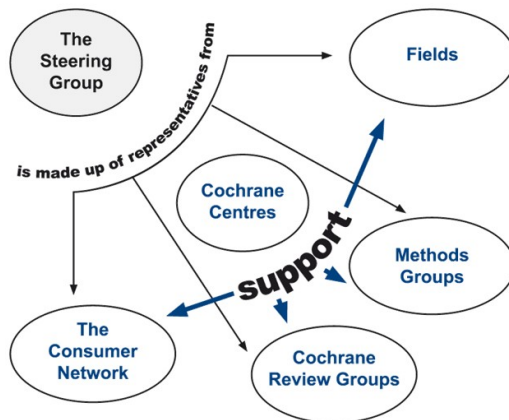 The
Steering
Group
is made up of representatives from
Fields
Cochrane
Centres
support
Methods
Groups
The
Consumer
Network
Cochrane
Review Groups